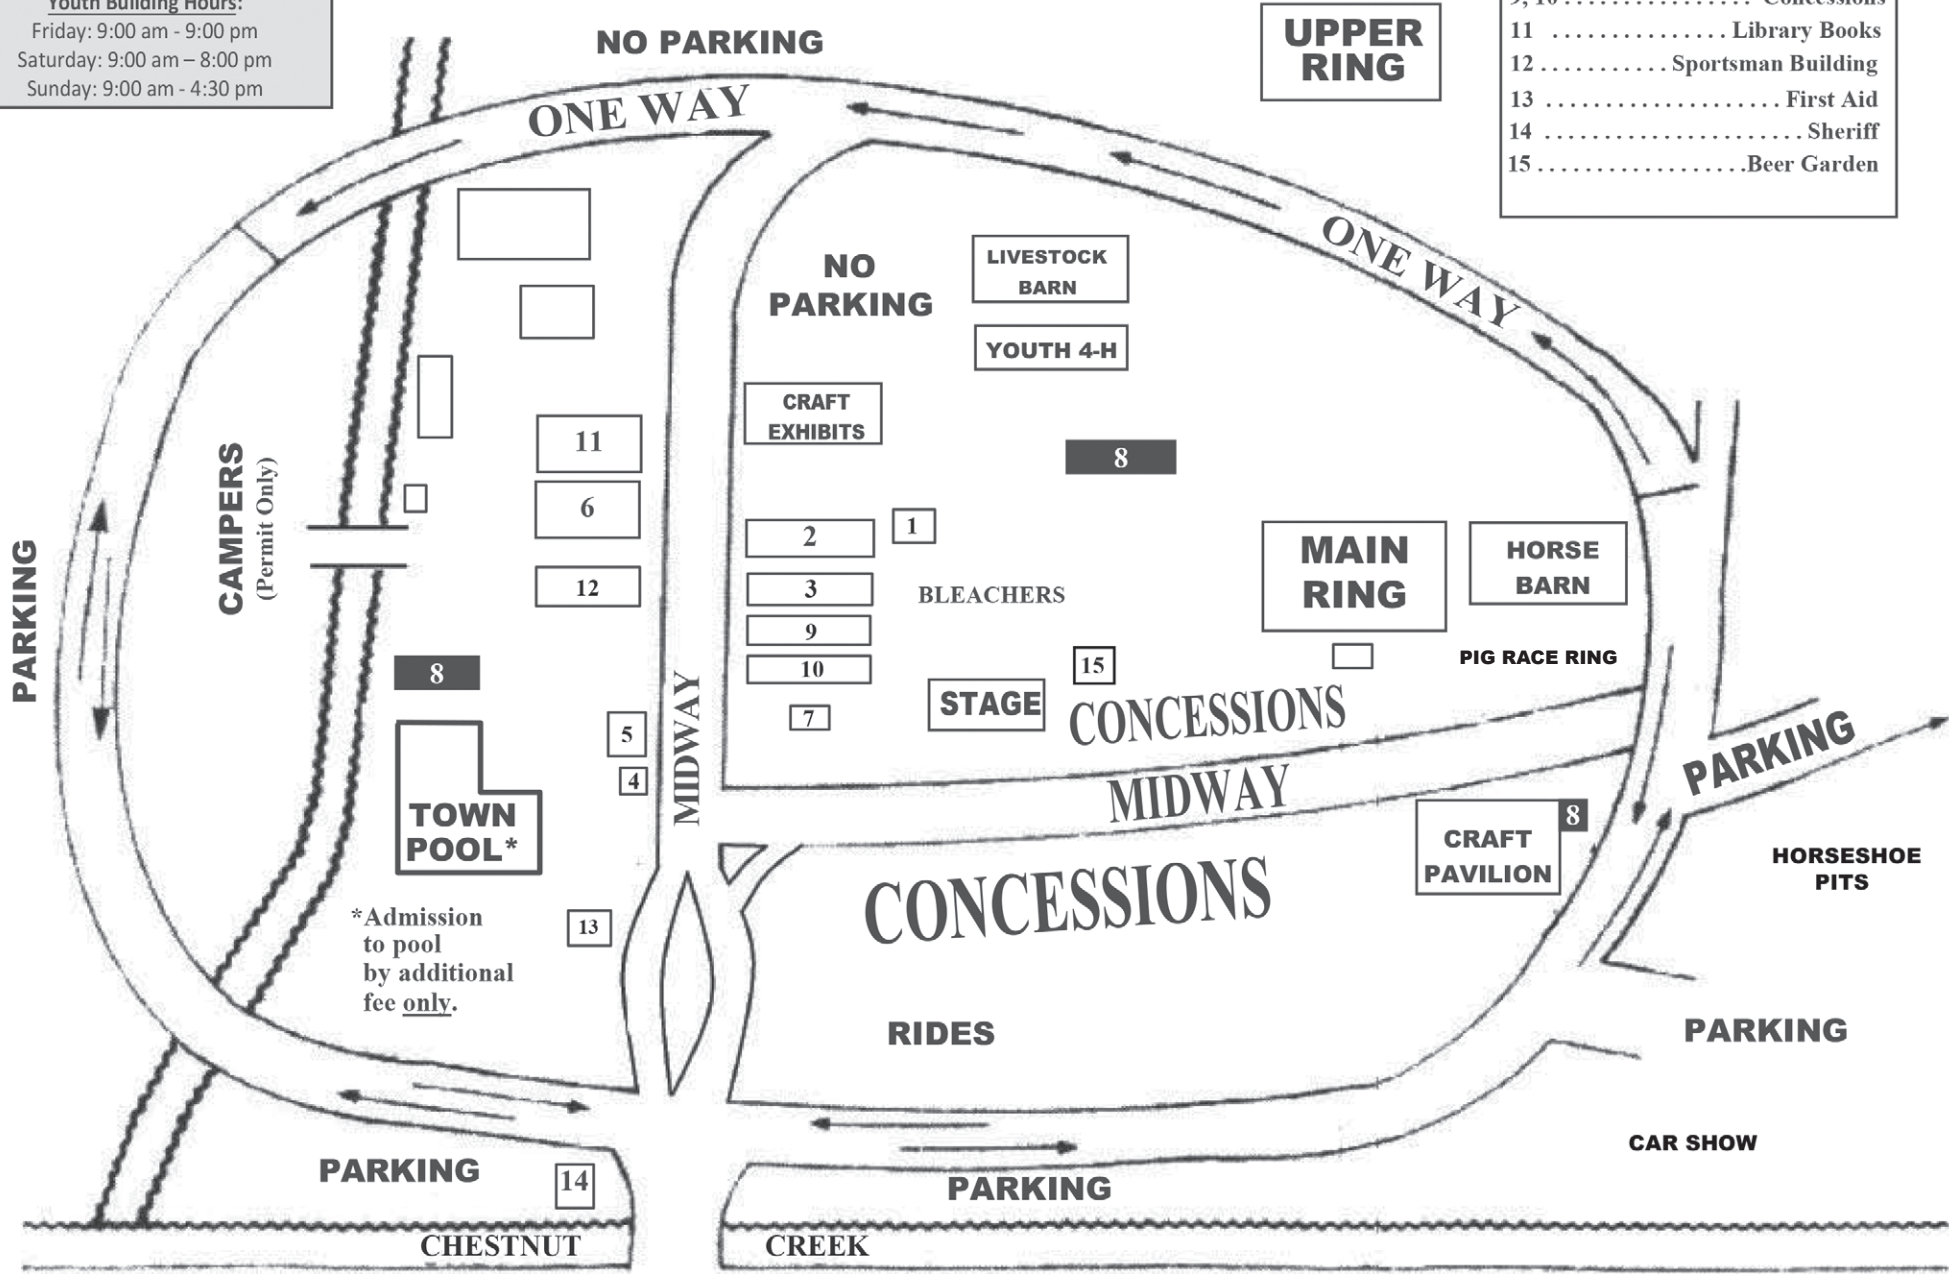 Youth Building Hours:
Friday: 9:00 am - 9:00 pm
Saturday: 9:00 am – 8:00 pm
Sunday: 9:00 am - 4:30 pm
NO PARKING
UPPER
RING
9, 10 . . . . . . . . . . . . . . . . Concessions
11 . . . . . . . . . . . . . . . Library Books
12 . . . . . . . . . . . Sportsman Building
13 . . . . . . . . . . . . . . . . . . . . First Aid
14 . . . . . . . . . . . . . . . . . . . . . . Sheriff
15 . . . . . . . . . . . . . . . . . .Beer Garden
ONE WAY
ONE WAY
NO
PARKING
LIVESTOCK
BARN
YOUTH 4-H
CRAFT
EXHIBITS
11
8
CAMPERS
(Permit Only)
6
2
1
MAIN
RING
HORSE
BARN
PARKING
12
3
BLEACHERS
9
8
10
15
PIG RACE RING
STAGE
CONCESSIONS
7
5
4
MIDWAY
MIDWAY
PARKING
TOWN
POOL*
8
CRAFT
PAVILION
HORSESHOE
PITS
CONCESSIONS
*Admission
to pool
by additional
fee only.
13
RIDES
PARKING
CAR SHOW
PARKING
14
PARKING
CHESTNUT
CREEK